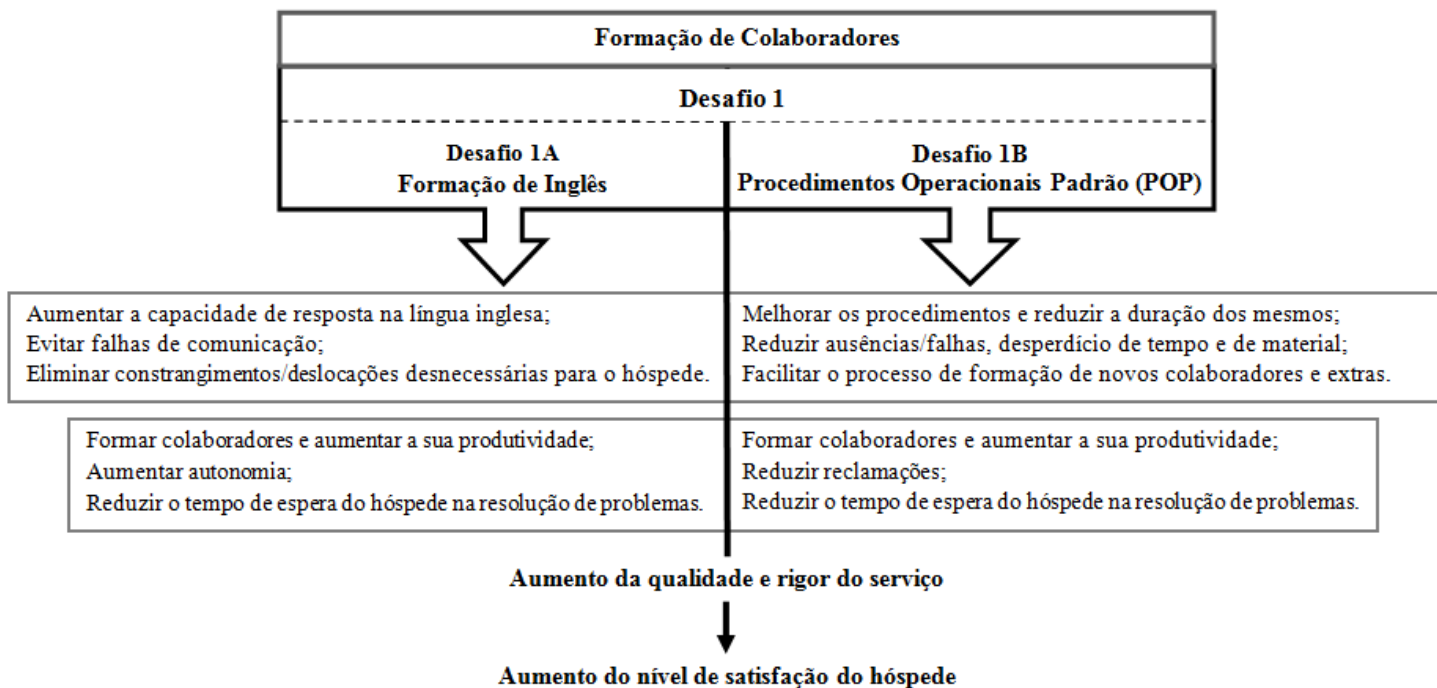 Formação de Colaboradores
Desafio 1
Desafio 1A
Formação de Inglês
Desafio 1B
Procedimentos Operacionais Padrão (POP)
Aumentar a capacidade de resposta na língua inglesa;
Evitar falhas de comunicação;
Eliminar constrangimentos/deslocações desnecessárias para o hóspede.
Melhorar os procedimentos e reduzir a duração dos mesmos;
Reduzir ausências/falhas, desperdício de tempo e de material;
Facilitar o processo de formação de novos colaboradores e extras.
Formar colaboradores e aumentar a sua produtividade;
Aumentar autonomia;
Reduzir o tempo de espera do hóspede na resolução de problemas.
Formar colaboradores e aumentar a sua produtividade;
Reduzir reclamações;
Reduzir o tempo de espera do hóspede na resolução de problemas.
Aumento da qualidade e rigor do serviço
Aumento do nível de satisfação do hóspede